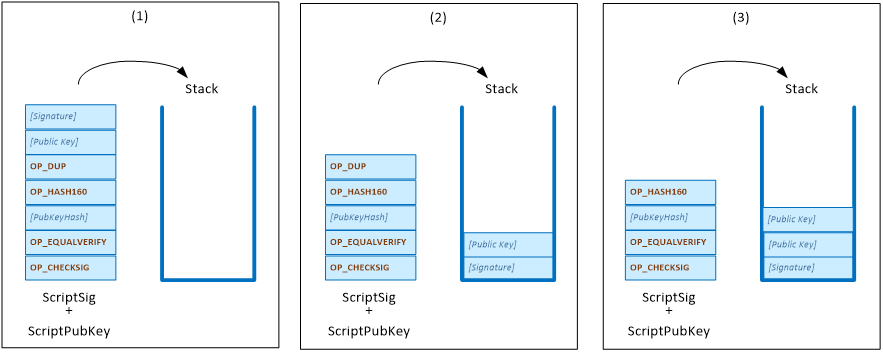 (1)
Stack
[Signature]
[Public Key]
OP_DUP
OP_HASH160
[PubKeyHash]
OP_EQUALVERIFY
OP_CHECKSIG
ScriptSig
+
ScriptPubKey
(2)
Stack
OP_DUP
OP_HASH160
[PubKeyHash]
OP_EQUALVERIFY
OP_CHECKSIG
[Public Key]
[Signature]
ScriptSig
+
ScriptPubKey
(3)
Stack
OP_HASH160
[PubKeyHash]
OP_EQUALVERIFY
OP_CHECKSIG
[Public Key]
[Public Key]
[Signature]
ScriptSig
+
ScriptPubKey